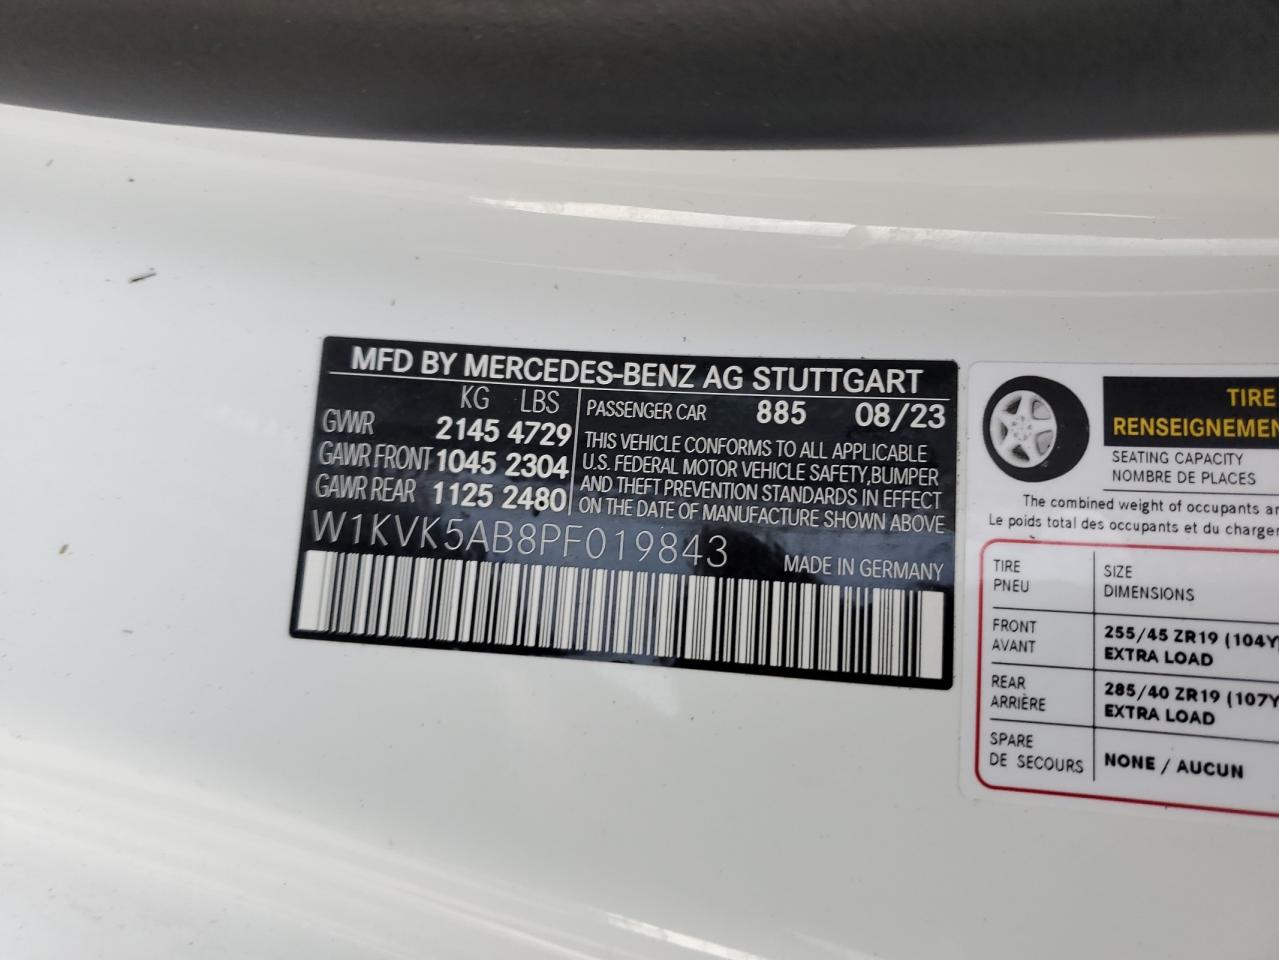 MFD BY MERCEDES-BENZ AG STUTTGART
KG LBS
GVWR 2145 4729
GAWR FRONT 1045 2304
GAWR REAR 1125 2480
PASSENGER CAR 885 08/23
THIS VEHICLE CONFORMS TO ALL APPLICABLE
U.S. FEDERAL MOTOR VEHICLE SAFETY, BUMPER
AND THEFT PREVENTION STANDARDS IN EFFECT
ON THE DATE OF MANUFACTURE SHOWN ABOVE
W1KVK5AB8PF019843
MADE IN GERMANY
TIRE
RENSEIGNEMEN
SEATING CAPACITY
NOMBRE DE PLACES
The combined weight of occupants
Le poids total des occupants et du
TIRE
PNEU
SIZE
DIMENSIONS
FRONT
AVANT
255/45 ZR19 (104Y
EXTRA LOAD
REAR
ARRIÈRE
285/40 ZR19 (107Y
EXTRA LOAD
SPARE
DE SECOURS
NONE / AUCUN